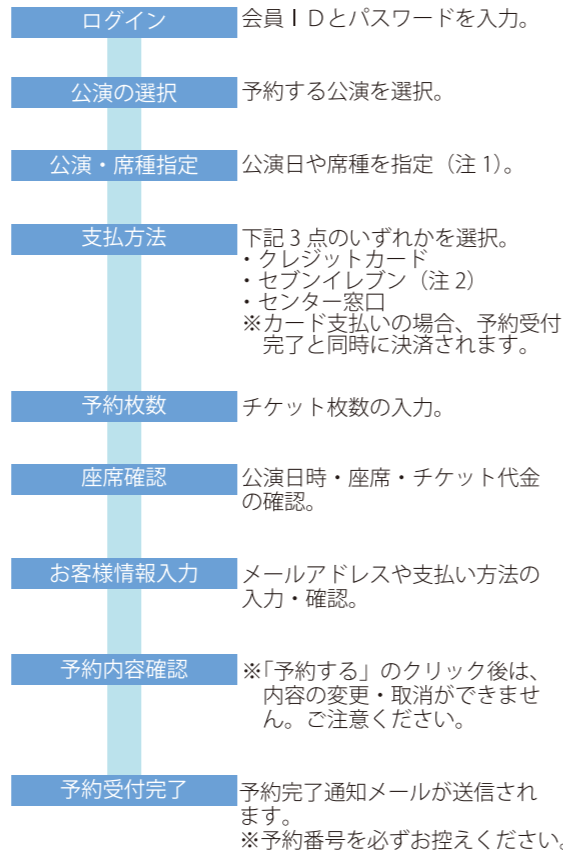 ログイン
会員ＩＤとパスワードを入力。
公演の選択
予約する公演を選択。
公演・席種指定
公演日や席種を指定（注 1）。
支払方法
下記 3 点のいずれかを選択。
・クレジットカード
・セブンイレブン（注 2）
・センター窓口
※カード支払いの場合、予約受付
完了と同時に決済されます。
予約枚数
チケット枚数の入力。
座席確認
公演日時・座席・チケット代金
の確認。
お客様情報入力
メールアドレスや支払い方法の
入力・確認。
予約内容確認
※「予約する」のクリック後は、
内容の変更・取消ができませ
ん。ご注意ください。
予約受付完了
予約完了通知メールが送信され
ます。
※予約番号を必ずお控えください。